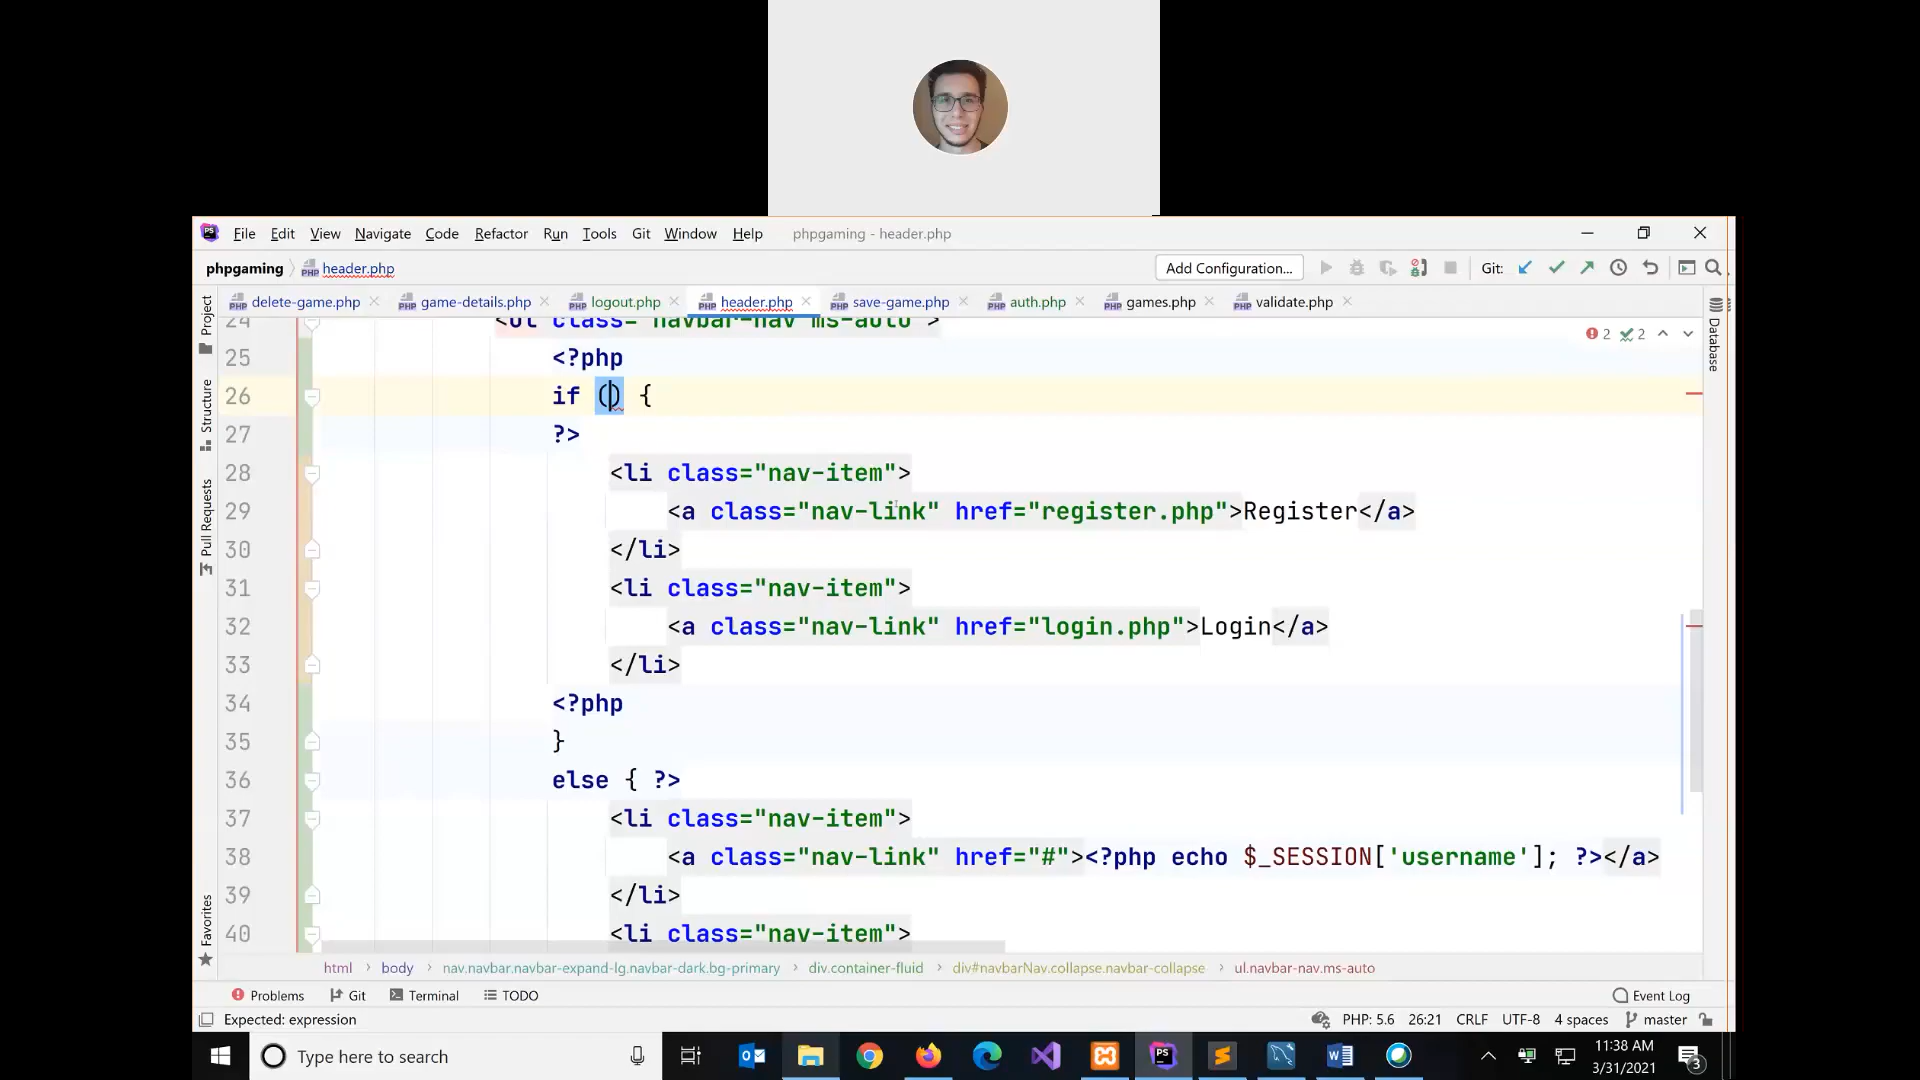 File Edit View Navigate Code Refactor Run Tools Git Window Help phpgaming - header.php
phpgaming header.php Add Configuration... Git:
delete-game.php game-details.php logout.php header.php save-game.php auth.php games.php validate.php
24 <ul class="navbar-nav ms-auto">
2 2
25 <?php
26 if () {
27 ?>
28 <li class="nav-item">
29 <a class="nav-link" href="register.php">Register</a>
30 </li>
31 <li class="nav-item">
32 <a class="nav-link" href="login.php">Login</a>
33 </li>
34 <?php
35 }
36 else { ?>
37 <li class="nav-item">
38 <a class="nav-link" href="#"><?php echo $_SESSION['username']; ?></a>
39 </li>
40 <li class="nav-item">
Project
Structure
Pull Requests
Favorites
Database
html body nav.navbar.navbar-expand-lg.navbar-dark.bg-primary div.container-fluid div#navbarNav.collapse.navbar-collapse ul.navbar-nav.ms-auto
Problems Git Terminal TODO Event Log
Expected: expression PHP: 5.6 26:21 CRLF UTF-8 4 spaces master
Type here to search
11:38 AM
3/31/2021
3